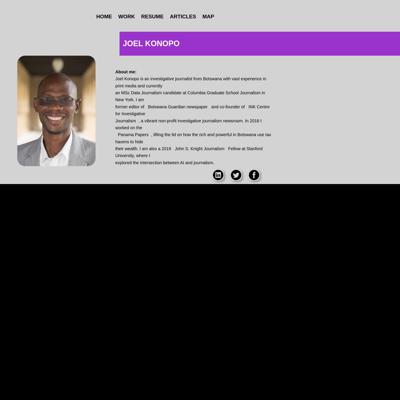 HOME WORK RESUME ARTICLES MAP
JOEL KONOPO
About me:
Joel Konopo is an investigative journalist from Botswana with vast experience in
print media and currently
an MSc Data Journalism candidate at Columbia Graduate School Journalism in
New York. I am
former editor of Botswana Guardian newspaper and co-founder of INK Centre
for Investigative
Journalism , a vibrant non-profit investigative journalism newsroom. In 2016 I
worked on the
Panama Papers , lifting the lid on how the rich and powerful in Botswana use tax
havens to hide
their wealth. I am also a 2019 John S. Knight Journalism Fellow at Stanford
University, where I
explored the intersection between AI and journalism.